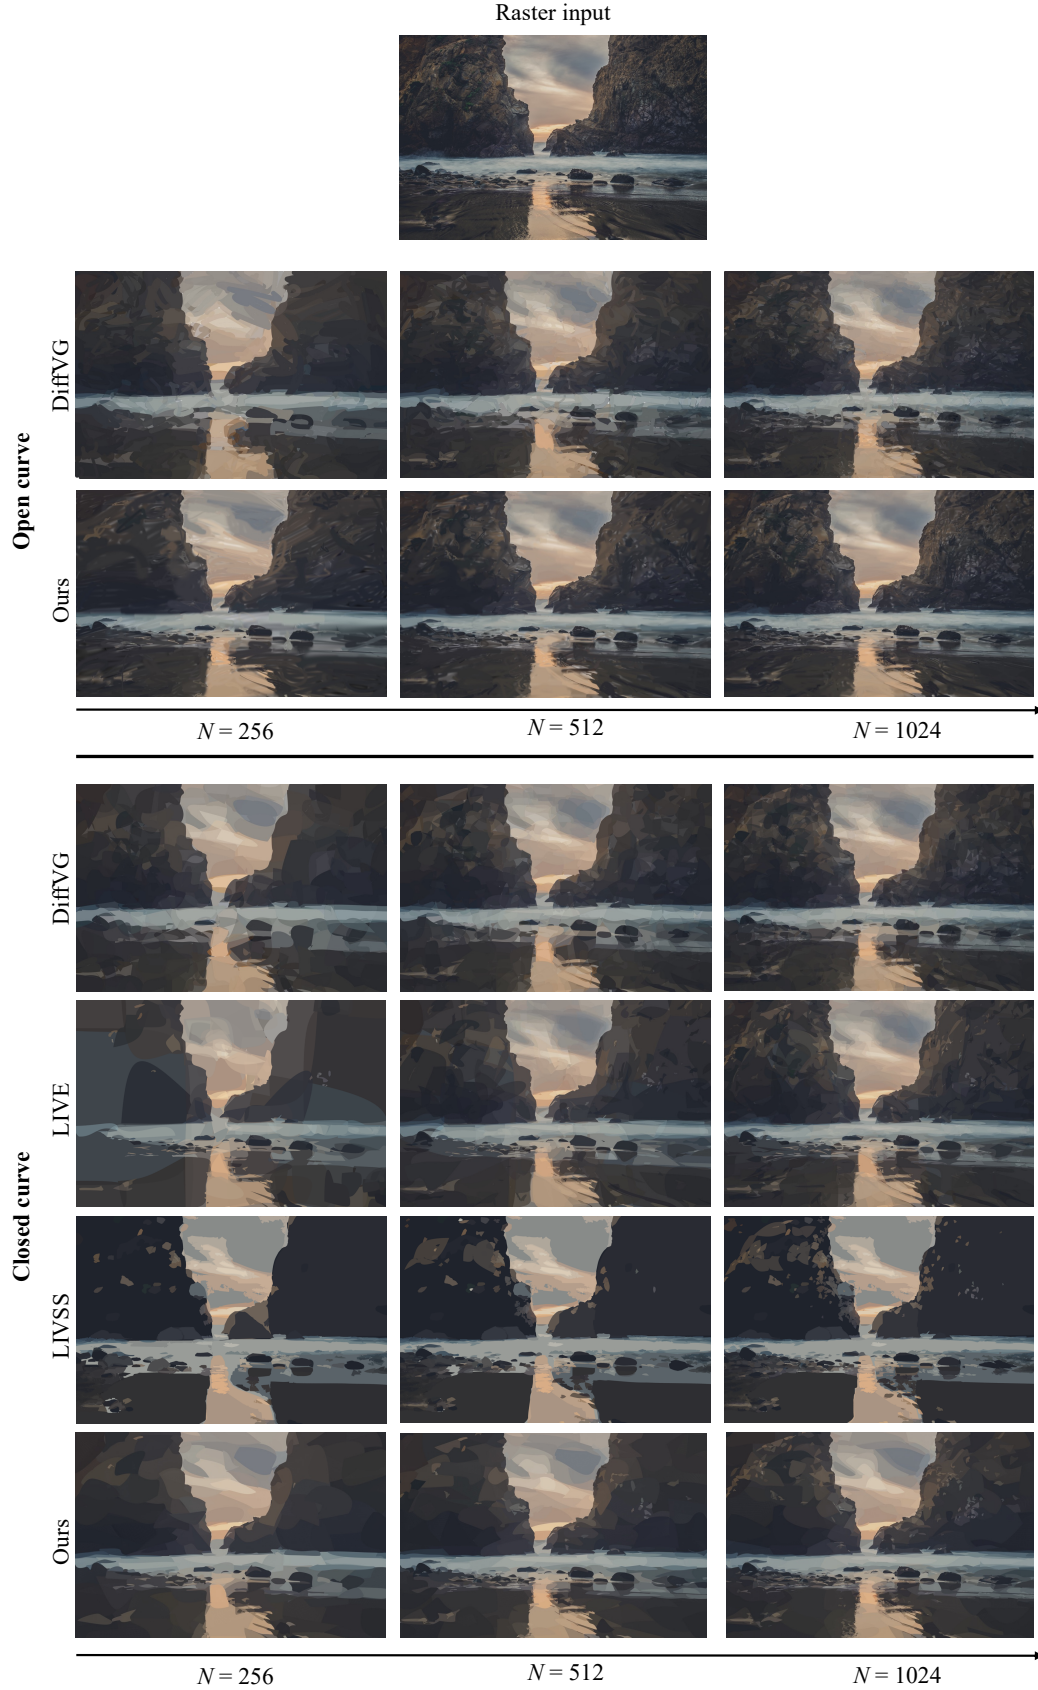 Raster input
Open curve
DiffVG
Ours
N = 256
N = 512
N = 1024
Closed curve
DiffVG
LIVE
LIVSS
Ours
N = 256
N = 512
N = 1024